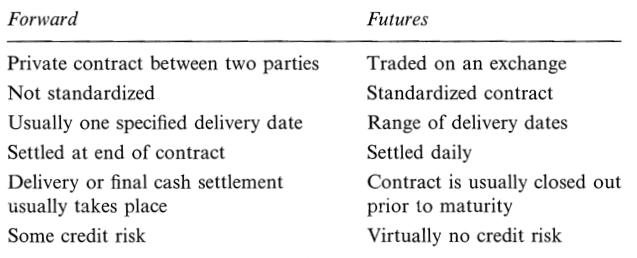 Forward Futures
Private contract between two parties Traded on an exchange
Not standardized Standardized contract
Usually one specified delivery date Range of delivery dates
Settled at end of contract Settled daily
Delivery or final cash settlement Contract is usually closed out
usually takes place prior to maturity
Some credit risk Virtually no credit risk